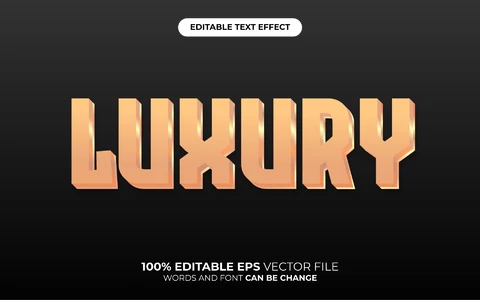 EDITABLE TEXT EFFECT
LUXURY
100% EDITABLE EPS VECTOR FILE
WORDS AND FONT CAN BE CHANGE